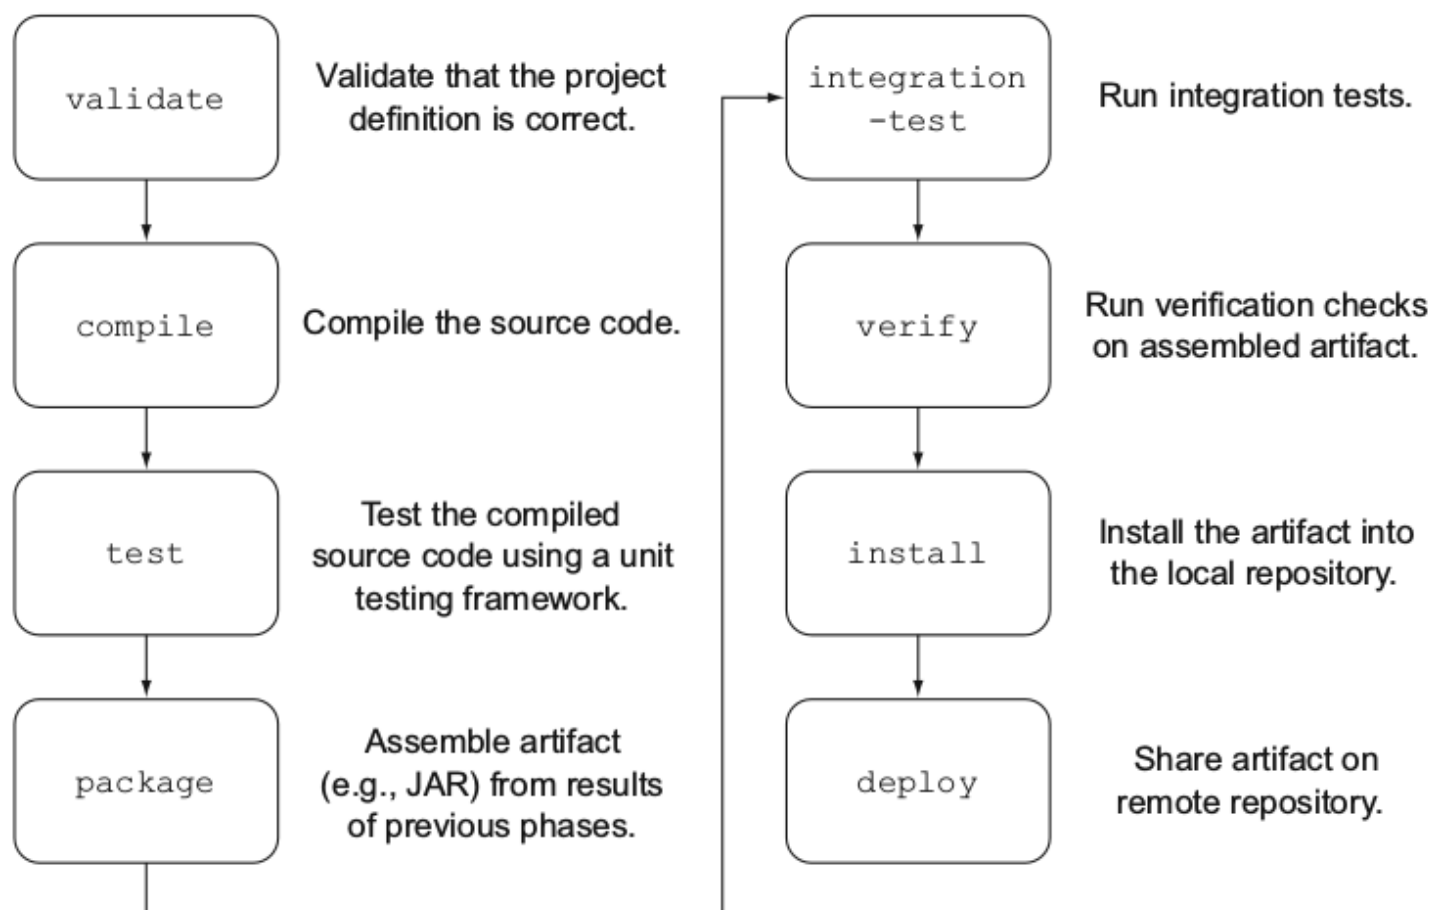 validate
Validate that the project
definition is correct.
compile
Compile the source code.
test
Test the compiled
source code using a unit
testing framework.
package
Assemble artifact
(e.g., JAR) from results
of previous phases.
integration
-test
Run integration tests.
verify
Run verification checks
on assembled artifact.
install
Install the artifact into
the local repository.
deploy
Share artifact on
remote repository.